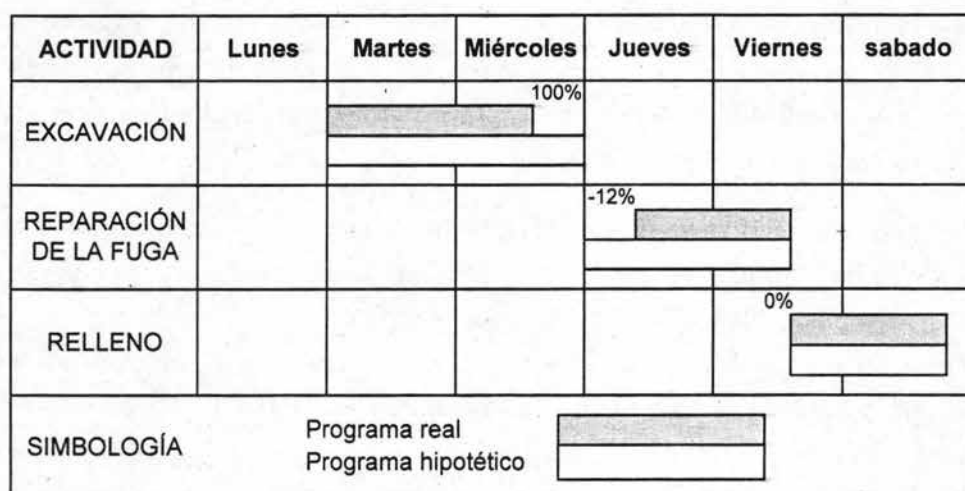 ACTIVIDAD Lunes Martes Miércoles Jueves Viernes sabado
100%
EXCAVACIÓN
-12%
REPARACIÓN
DE LA FUGA
0%
RELLENO
SIMBOLOGÍA
Programa real
Programa hipotético